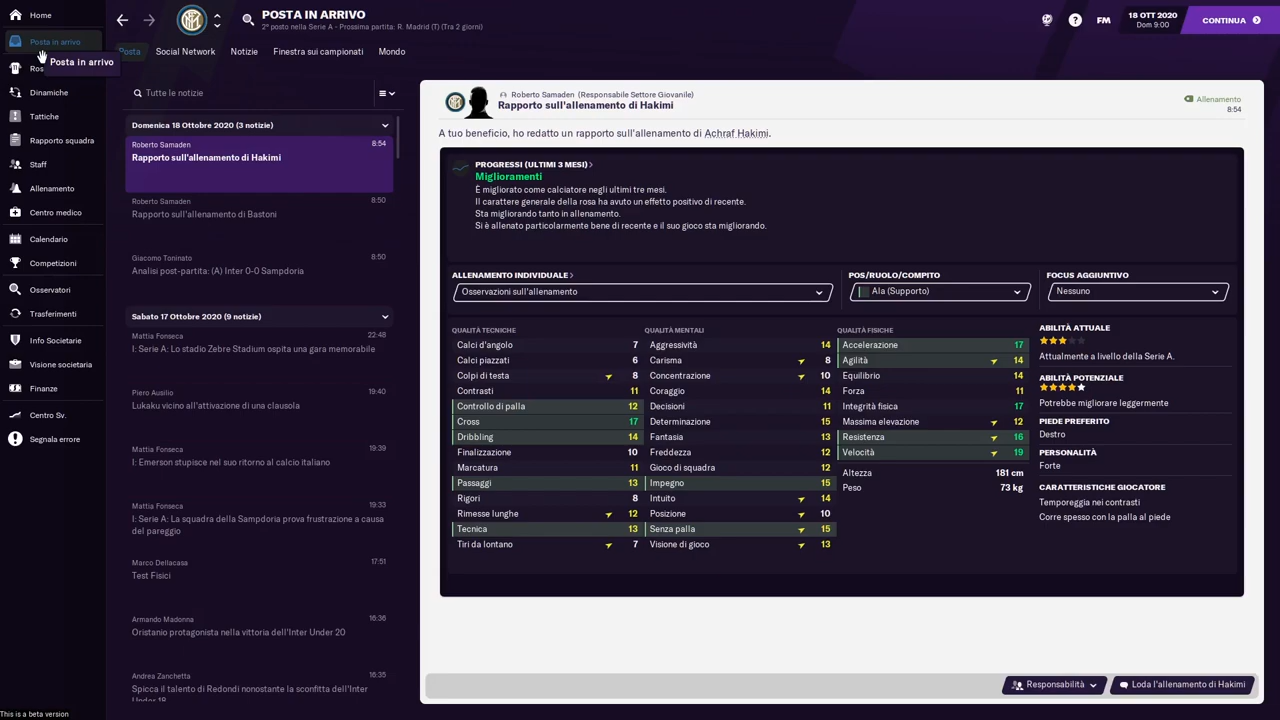 Home
Posta in arrivo
Posta in arrivo
Ros
Dinamiche
Tattiche
Rapporto squadra
Staff
Allenamento
Centro medico
Calendario
Competizioni
Osservatori
Trasferimenti
Info Societarie
Visione societaria
Finanze
Centro Sv.
Segnala errore
This is a beta version
POSTA IN ARRIVO
2° posto nella Serie A - Prossima partita: R. Madrid (T) (Tra 2 giorni)
FM
18 OTT 2020
Dom 9:00
CONTINUA
Posta
Social Network
Notizie
Finestra sui campionati
Mondo
Tutte le notizie
Domenica 18 Ottobre 2020 (3 notizie)
Roberto Samaden 8:54
Rapporto sull'allenamento di Hakimi
Roberto Samaden 8:50
Rapporto sull'allenamento di Bastoni
Giacomo Toninato 8:50
Analisi post-partita: (A) Inter 0-0 Sampdoria
Sabato 17 Ottobre 2020 (9 notizie)
Mattia Fonseca 22:48
I: Serie A: Lo stadio Zebre Stadium ospita una gara memorabile
Piero Ausilio 19:40
Lukaku vicino all'attivazione di una clausola
Mattia Fonseca 19:39
I: Emerson stupisce nel suo ritorno al calcio italiano
Mattia Fonseca 19:33
I: Serie A: La squadra della Sampdoria prova frustrazione a causa
del pareggio
Marco Dellacasa 17:51
Test Fisici
Armando Madonna 16:36
Oristanio protagonista nella vittoria dell'Inter Under 20
Andrea Zanchetta 16:35
Spicca il talento di Redondi nonostante la sconfitta dell'Inter
Under 18
Roberto Samaden (Responsabile Settore Giovanile)
Rapporto sull'allenamento di Hakimi
Allenamento
8:54
A tuo beneficio, ho redatto un rapporto sull'allenamento di Achraf Hakimi.
PROGRESSI (ULTIMI 3 MESI)
Miglioramenti
È migliorato come calciatore negli ultimi tre mesi.
Il carattere generale della rosa ha avuto un effetto positivo di recente.
Sta migliorando tanto in allenamento.
Si è allenato particolarmente bene di recente e il suo gioco sta migliorando.
ALLENAMENTO INDIVIDUALE
Osservazioni sull'allenamento
POS/RUOLO/COMPITO
Ala (Supporto)
FOCUS AGGIUNTIVO
Nessuno
QUALITÀ TECNICHE
Calci d'angolo 7
Calci piazzati 6
Colpi di testa 8
Contrasti 11
Controllo di palla 12
Cross 17
Dribbling 14
Finalizzazione 10
Marcatura 11
Passaggi 13
Rigori 8
Rimesse lunghe 12
Tecnica 13
Tiri da lontano 7
QUALITÀ MENTALI
Aggressività 14
Carisma 8
Concentrazione 10
Coraggio 14
Decisioni 11
Determinazione 15
Fantasia 13
Freddezza 12
Gioco di squadra 12
Impegno 15
Intuito 14
Posizione 10
Senza palla 15
Visione di gioco 13
QUALITÀ FISICHE
Accelerazione 17
Agilità 14
Equilibrio 14
Forza 11
Integrità fisica 17
Massima elevazione 12
Resistenza 16
Velocità 19
Altezza 181 cm
Peso 73 kg
ABILITÀ ATTUALE
Attualmente a livello della Serie A.
ABILITÀ POTENZIALE
Potrebbe migliorare leggermente
PIEDE PREFERITO
Destro
PERSONALITÀ
Forte
CARATTERISTICHE GIOCATORE
Temporeggia nei contrasti
Corre spesso con la palla al piede
Responsabilità
Loda l'allenamento di Hakimi